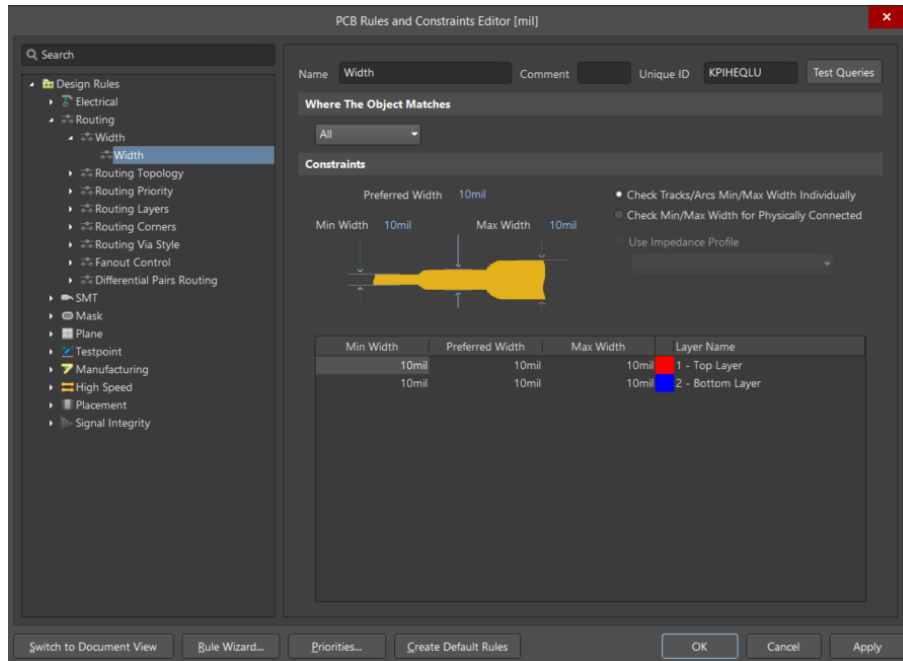 PCB Rules and Constraints Editor [mil]
Search
Design Rules
Electrical
Routing
Width
Width
Routing Topology
Routing Priority
Routing Layers
Routing Corners
Routing Via Style
Fanout Control
Differential Pairs Routing
SMT
Mask
Plane
Testpoint
Manufacturing
High Speed
Placement
Signal Integrity
Name Width Comment Unique ID KPIHEQLU Test Queries
Where The Object Matches
All
Constraints
Preferred Width 10mil
Min Width 10mil Max Width 10mil
Check Tracks/Arcs Min/Max Width Individually
Check Min/Max Width for Physically Connected
Use Impedance Profile
Min Width Preferred Width Max Width Layer Name
10mil 10mil 10mil 1 - Top Layer
10mil 10mil 10mil 2 - Bottom Layer
Switch to Document View Rule Wizard... Priorities... Create Default Rules OK Cancel Apply